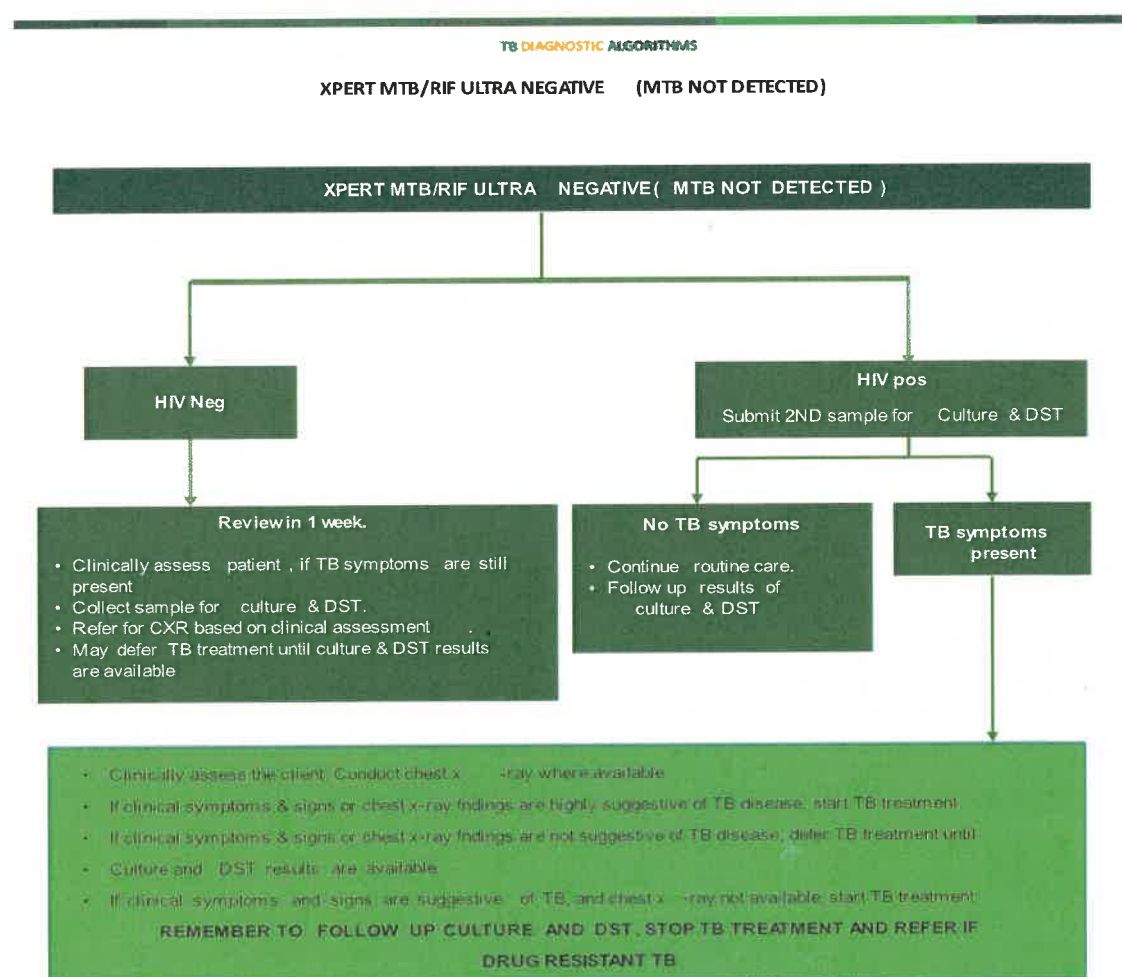 TB DIAGNOSTIC ALGORITHMS
XPERT MTB/RIF ULTRA NEGATIVE (MTB NOT DETECTED)
XPERT MTB/RIF ULTRA NEGATIVE ( MTB NOT DETECTED )
HIV Neg
HIV pos
Submit 2ND sample for Culture & DST
Review in 1 week.
• Clinically assess patient , if TB symptoms are still
present
• Collect sample for culture & DST.
• Refer for CXR based on clinical assessment .
• May defer TB treatment until culture & DST results
are available
No TB symptoms
• Continue routine care.
• Follow up results of
culture & DST
TB symptoms
present
• Clinically assess the client. Conduct chest x -ray where available
• If clinical symptoms & signs or chest x-ray fndings are highly suggestive of TB disease, start TB treatment
• If clinical symptoms & signs or chest x-ray fndings are not suggestive of TB disease, defer TB treatment until
• Culture and DST results are available
• If clinical symptoms and signs are suggestive of TB, and chest x -ray not available, start TB treatment
REMEMBER TO FOLLOW UP CULTURE AND DST, STOP TB TREATMENT AND REFER IF
DRUG RESISTANT TB